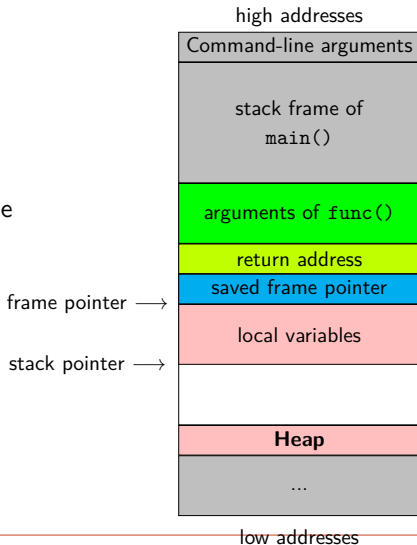 high addresses
Command-line arguments
stack frame of
main()
e
arguments of func()
return address
saved frame pointer
frame pointer →
local variables
stack pointer →
Heap
...
low addresses